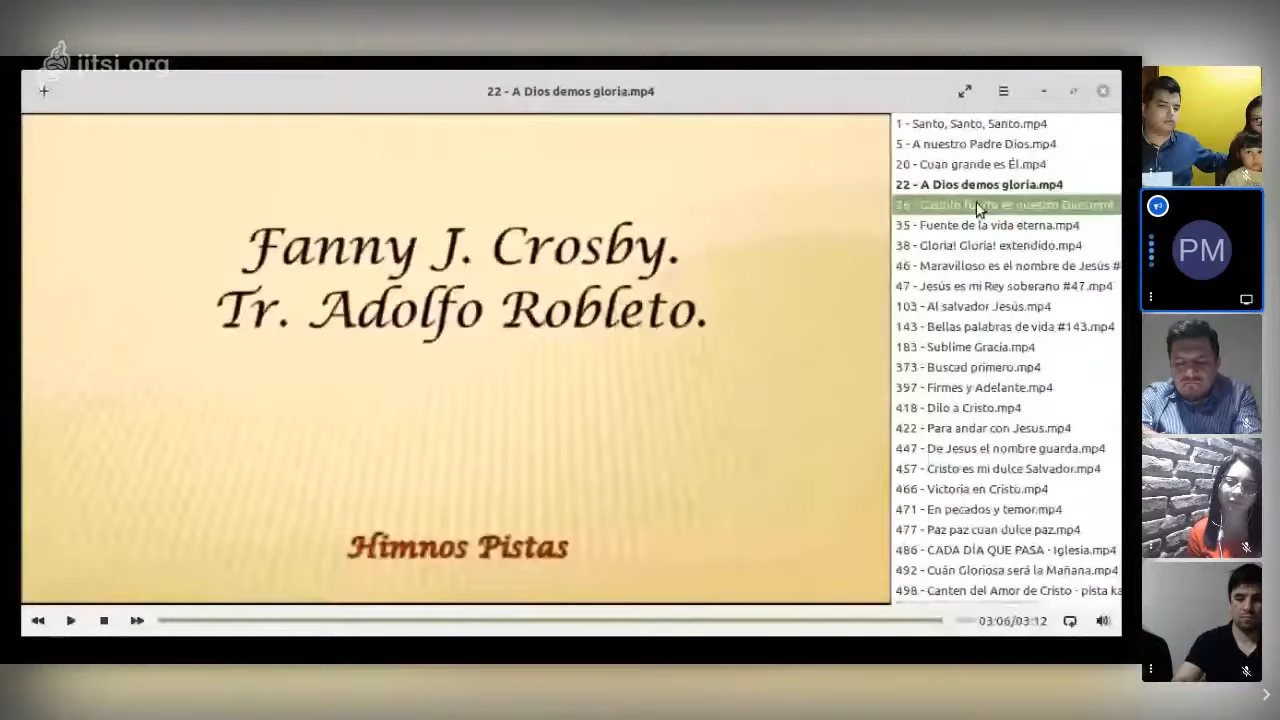 jitsi.org
22 - A Dios demos gloria.mp4
Fanny J. Crosby.
Tr. Adolfo Robleto.
Himnos Pistas
1 - Santo, Santo, Santo.mp4
5 - A nuestro Padre Dios.mp4
20 - Cuan grande es Él.mp4
22 - A Dios demos gloria.mp4
26 - Castillo fuerte es nuestro Dios.mp4
35 - Fuente de la vida eterna.mp4
38 - Gloria! Gloria! extendido.mp4
46 - Maravilloso es el nombre de Jesús #
47 - Jesús es mi Rey soberano #47.mp4
103 - Al salvador Jesús.mp4
143 - Bellas palabras de vida #143.mp4
183 - Sublime Gracia.mp4
373 - Buscad primero.mp4
397 - Firmes y Adelante.mp4
418 - Dilo a Cristo.mp4
422 - Para andar con Jesus.mp4
447 - De Jesus el nombre guarda.mp4
457 - Cristo es mi dulce Salvador.mp4
466 - Victoria en Cristo.mp4
471 - En pecados y temor.mp4
477 - Paz paz cuan dulce paz.mp4
486 - CADA DÍA QUE PASA - Iglesia.mp4
492 - Cuán Gloriosa será la Mañana.mp4
498 - Canten del Amor de Cristo - pista ka
03:06/03:12
PM